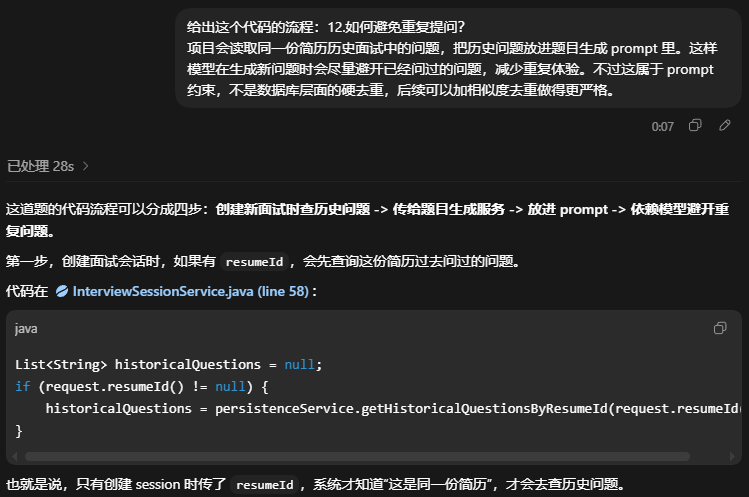 给出这个代码的流程：12.如何避免重复提问？
项目会读取同一份简历历史面试中的问题，把历史问题放进题目生成 prompt 里。这样
模型在生成新问题时会尽量避开已经问过的问题，减少重复体验。不过这属于 prompt
约束，不是数据库层面的硬去重，后续可以加相似度去重做得更严格。
0:07
已处理 28s
这道题的代码流程可以分成四步：创建新面试时查历史问题 -> 传给题目生成服务 -> 放进 prompt -> 依赖模型避开重
复问题。
第一步，创建面试会话时，如果有 resumeId，会先查询这份简历过去问过的问题。
代码在 InterviewSessionService.java (line 58)：
java
List<String> historicalQuestions = null;
if (request.resumeId() != null) {
    historicalQuestions = persistenceService.getHistoricalQuestionsByResumeId(request.resumeId(
}
也就是说，只有创建 session 时传了 resumeId，系统才知道“这是同一份简历”，才会去查历史问题。